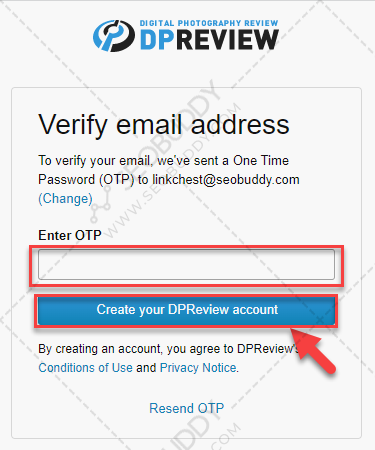 DIGITAL PHOTOGRAPHY REVIEW
DPREVIEW
Verify email address
To verify your email, we've sent a One Time
Password (OTP) to linkchest@seobuddy.com
(Change)
Enter OTP
Create your DPReview account
By creating an account, you agree to DPReview's
Conditions of Use and Privacy Notice.
Resend OTP
SEOBUDDY
WWW.SEOBUDDY.COM